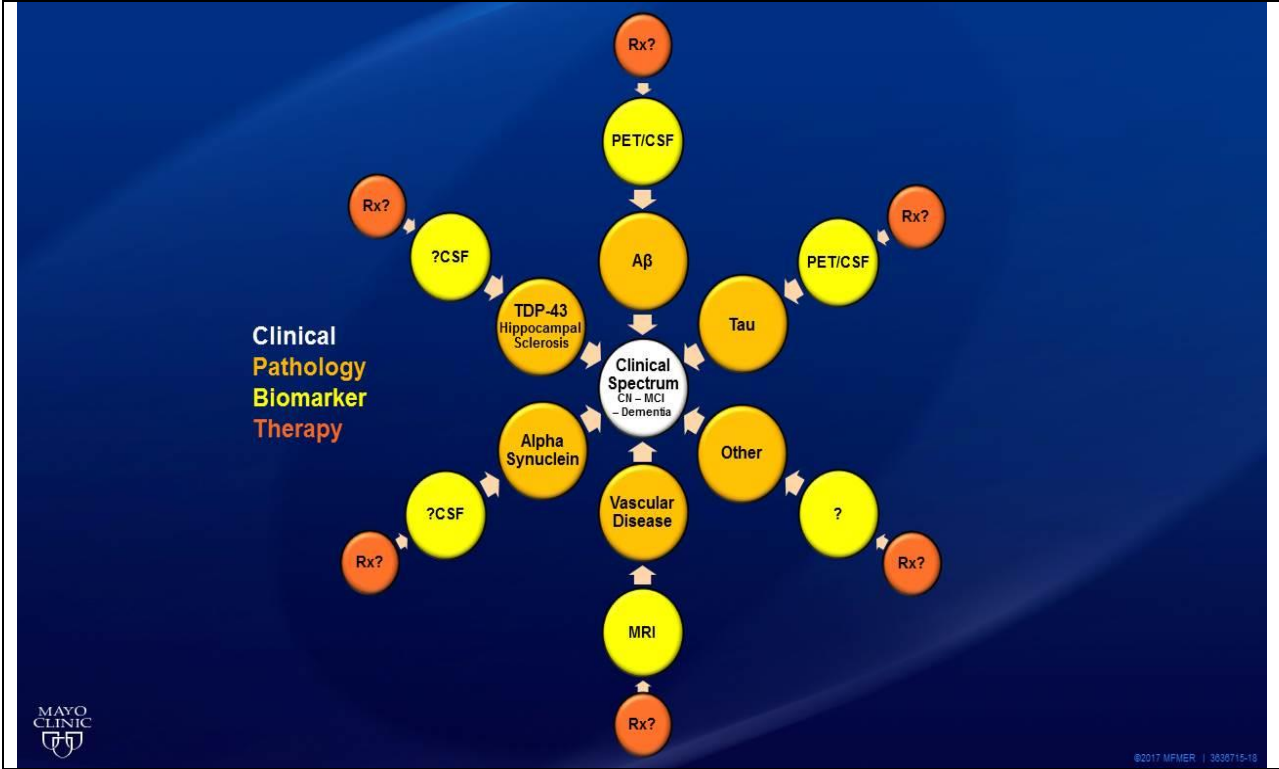 Rx?
PET/CSF
Rx?
Rx?
?CSF
Aβ
PET/CSF
TDP-43
Hippocampal
Sclerosis
Tau
Clinical
Pathology
Biomarker
Therapy
Clinical
Spectrum
CN – MCI
– Dementia
Alpha
Synuclein
Other
Vascular
Disease
?CSF
?
Rx?
Rx?
MRI
Rx?
MAYO
CLINIC
©2017 MFMER | 3636715-18